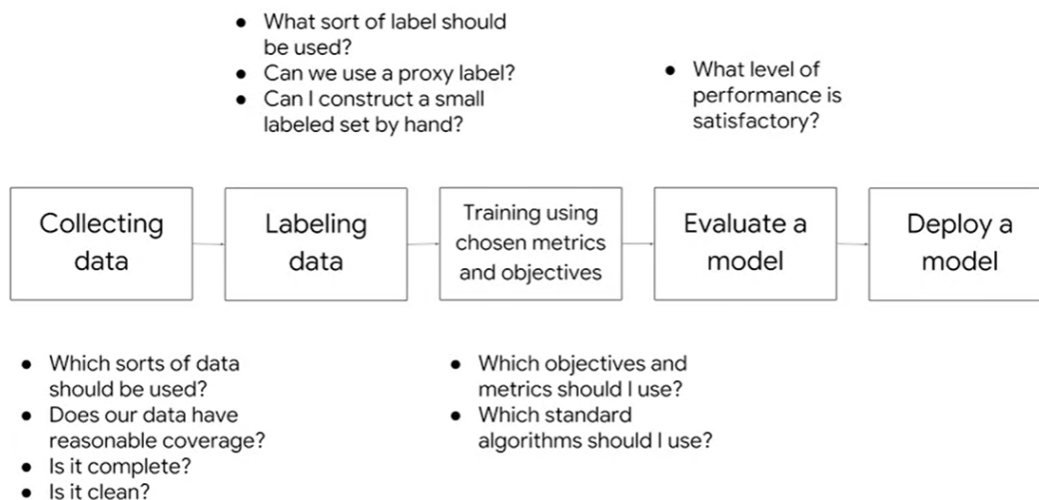 ● What sort of label should
be used?
● Can we use a proxy label?
● Can I construct a small
labeled set by hand?
● What level of
performance is
satisfactory?
Collecting
data
Labeling
data
Training using
chosen metrics
and objectives
Evaluate a
model
Deploy a
model
● Which sorts of data
should be used?
● Does our data have
reasonable coverage?
● Is it complete?
● Is it clean?
● Which objectives and
metrics should I use?
● Which standard
algorithms should I use?